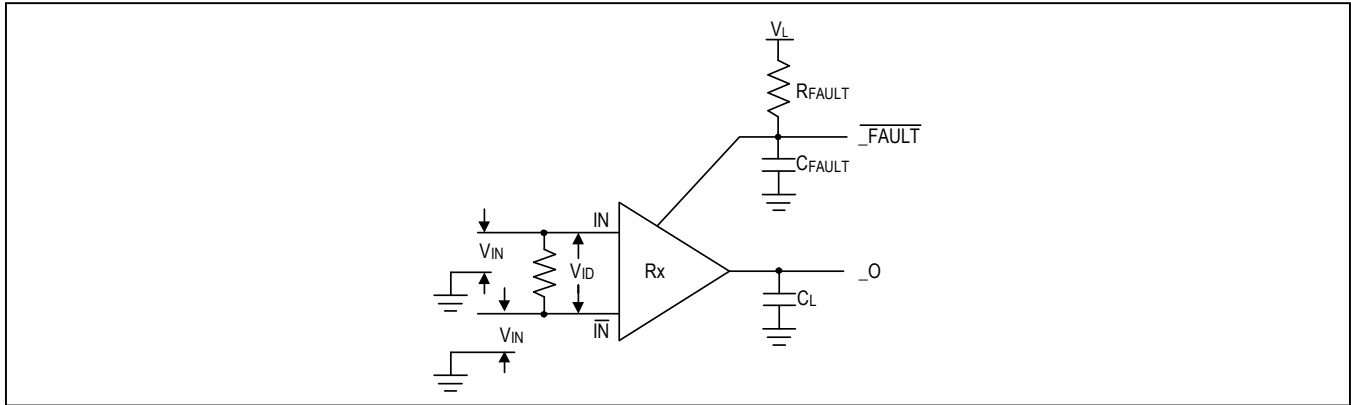 VL
RFAULT
_FAULT
CFAULT
IN
VIN
VID
Rx
_O
CL
IN
VIN